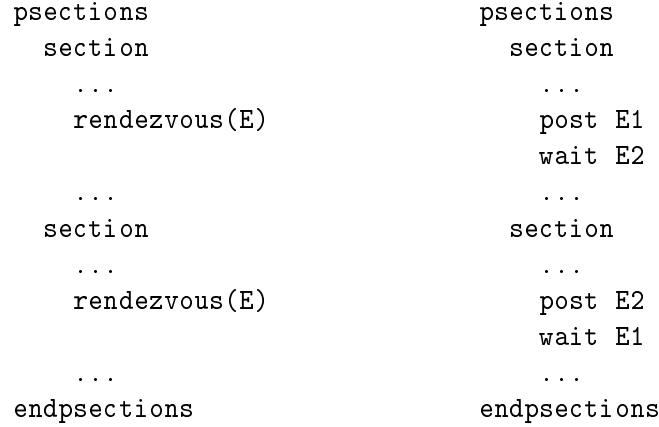 psections
section
...
rendezvous(E)
...
section
...
rendezvous(E)
...
endpsections
psections
section
...
post E1
wait E2
...
section
...
post E2
wait E1
...
endpsections